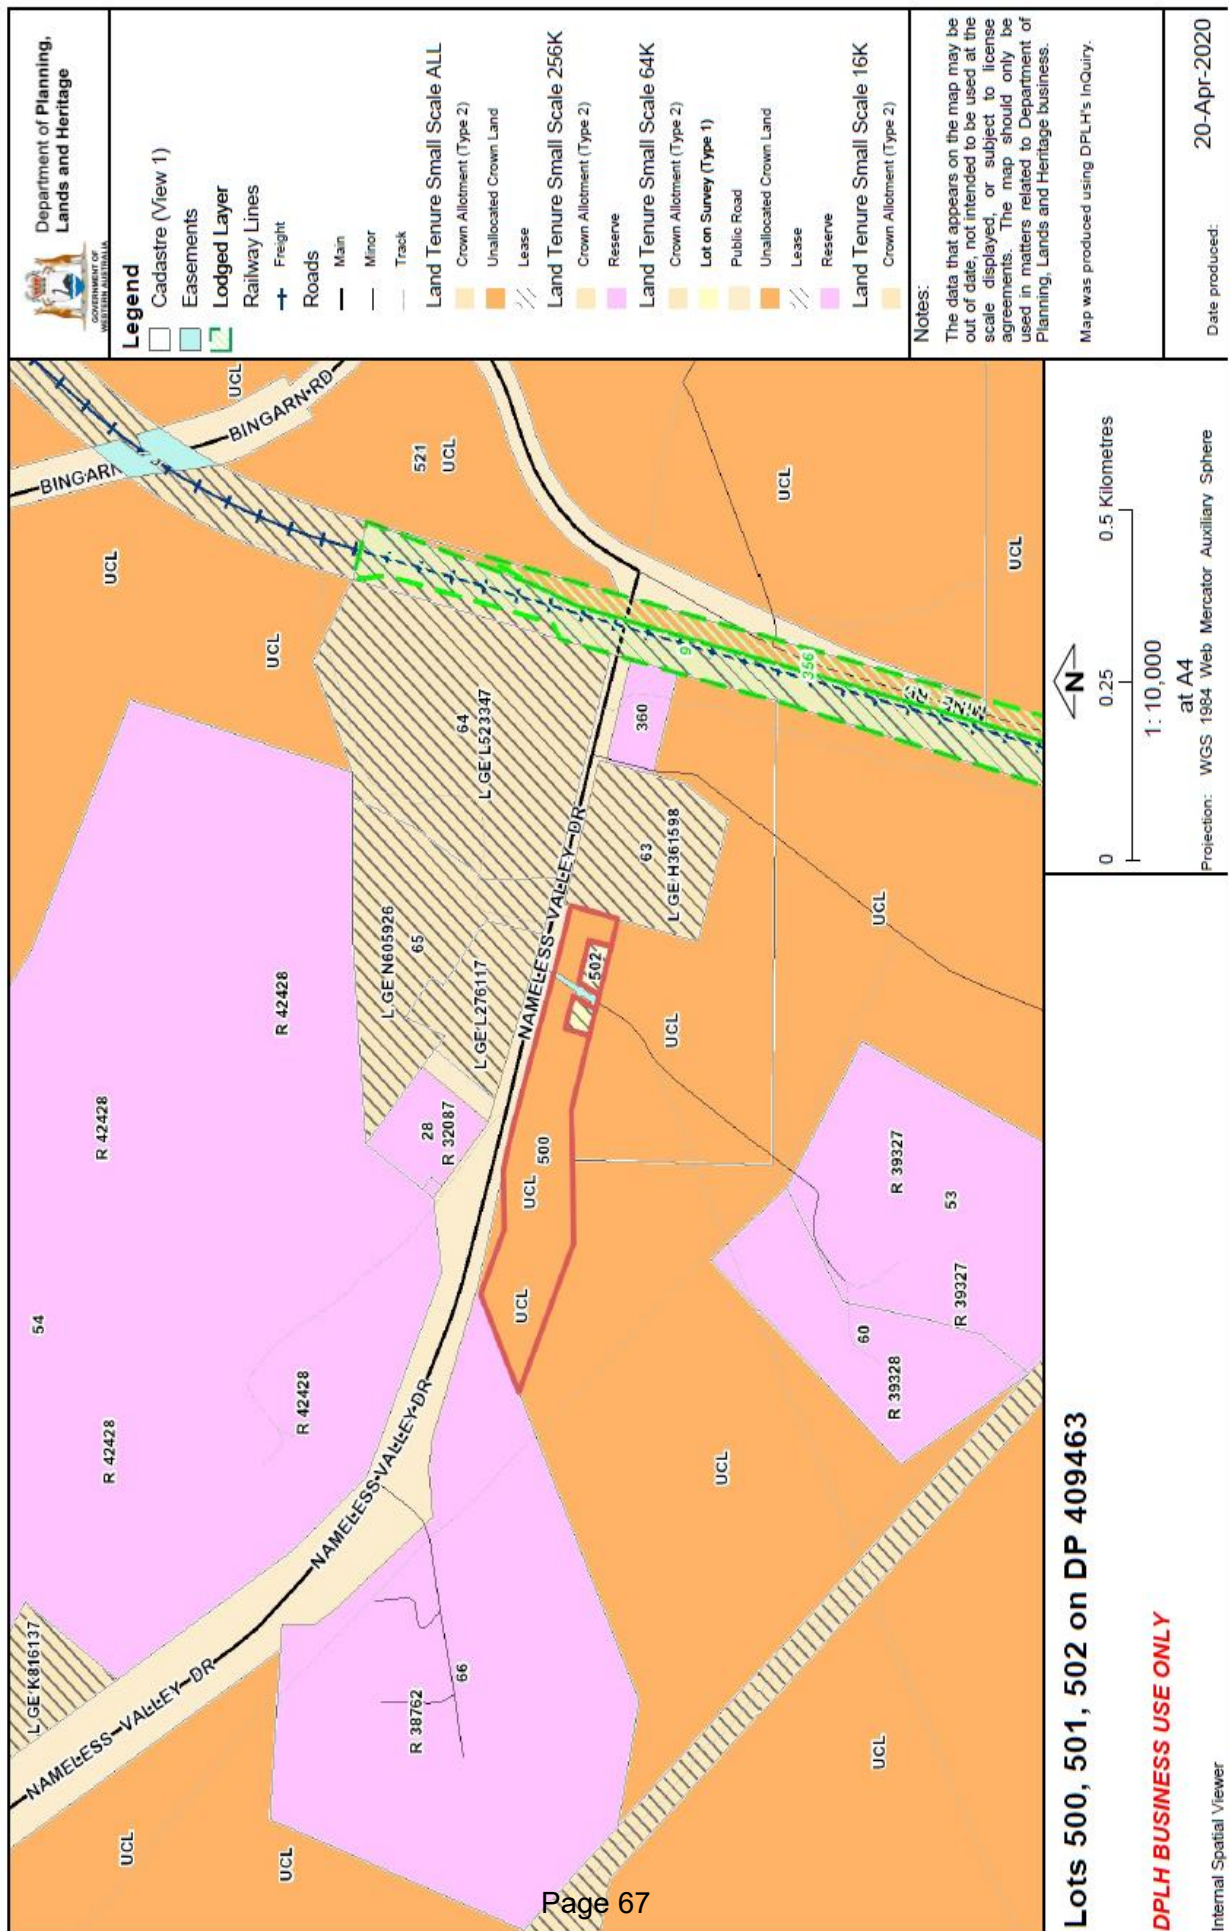 Department of Planning,
Lands and Heritage
GOVERNMENT OF
WESTERN AUSTRALIA
Legend
Cadastre (View 1)
Easements
Lodged Layer
Railway Lines
Freight
Roads
Main
Minor
Track
Land Tenure Small Scale ALL
Crown Allotment (Type 2)
Unallocated Crown Land
Lease
Land Tenure Small Scale 256K
Crown Allotment (Type 2)
Reserve
Land Tenure Small Scale 64K
Crown Allotment (Type 2)
Lot on Survey (Type 1)
Public Road
Unallocated Crown Land
Lease
Reserve
Land Tenure Small Scale 16K
Crown Allotment (Type 2)
Notes:
The data that appears on the map may be
out of date, not intended to be used at the
scale displayed, or subject to license
agreements. The map should only be
used in matters related to Department of
Planning, Lands and Heritage business.
Map was produced using DPLH's InQuiry.
Date produced:
20-Apr-2020
L GE K816137
NAMELESS VALLEY DR
UCL
UCL
54
R 42428
R 42428
R 42428
R 42428
NAMELESS VALLEY DR
R 38762
66
28
R 32087
L GE N605926
65
L GE L276117
64
L GE L523347
UCL
UCL
BINGARN
BINGARN RD
UCL
521
UCL
NAMELESS VALLEY DR
UCL
UCL
500
502
63
L GE H361598
360
9
356
MINE RD
UCL
UCL
UCL
UCL
UCL
UCL
R 39327
53
R 39327
60
R 39328
Lots 500, 501, 502 on DP 409463
DPLH BUSINESS USE ONLY
Internal Spatial Viewer
N
0
0.25
0.5 Kilometres
1: 10,000
at A4
Projection: WGS 1984 Web Mercator Auxiliary Sphere
Page 67